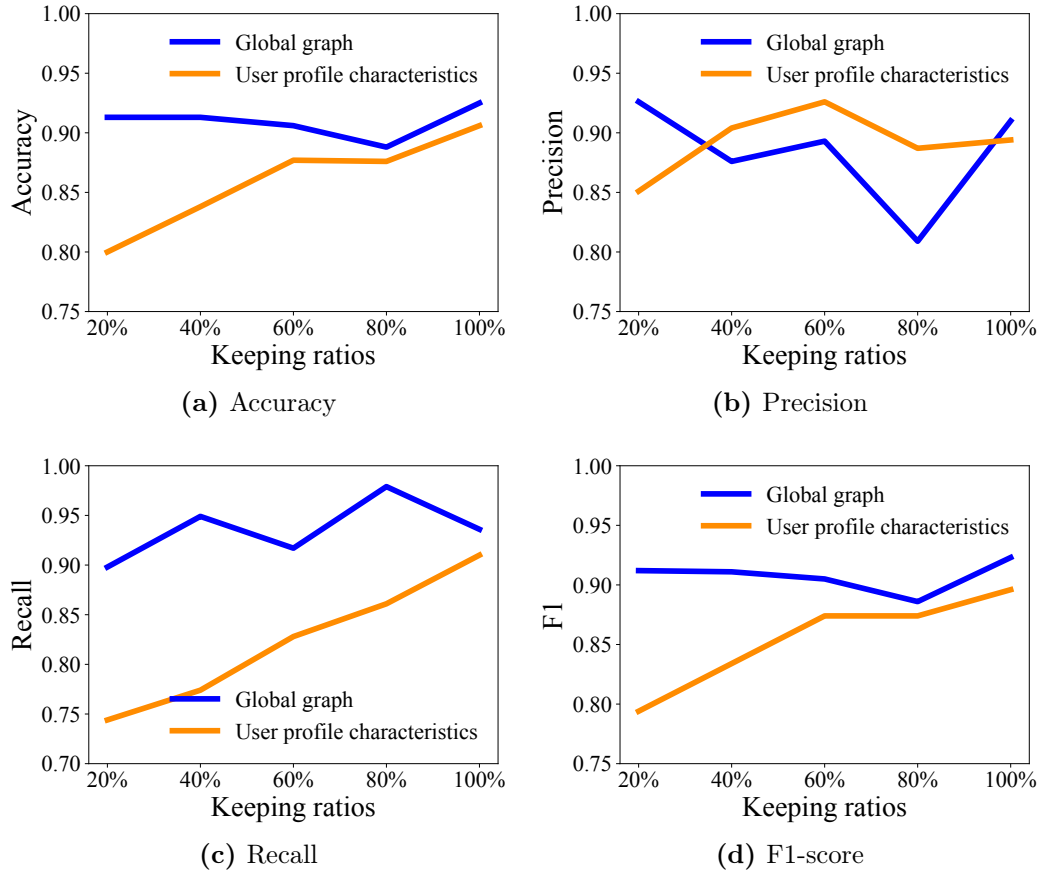 1.00
0.95
0.90
0.85
0.80
0.75
Accuracy
Global graph
User profile characteristics
20% 40% 60% 80% 100%
Keeping ratios
(a) Accuracy
1.00
0.95
0.90
0.85
0.80
0.75
Precision
Global graph
User profile characteristics
20% 40% 60% 80% 100%
Keeping ratios
(b) Precision
1.00
0.95
0.90
0.85
0.80
0.75
0.70
Recall
Global graph
User profile characteristics
20% 40% 60% 80% 100%
Keeping ratios
(c) Recall
1.00
0.95
0.90
0.85
0.80
0.75
F1
Global graph
User profile characteristics
20% 40% 60% 80% 100%
Keeping ratios
(d) F1-score